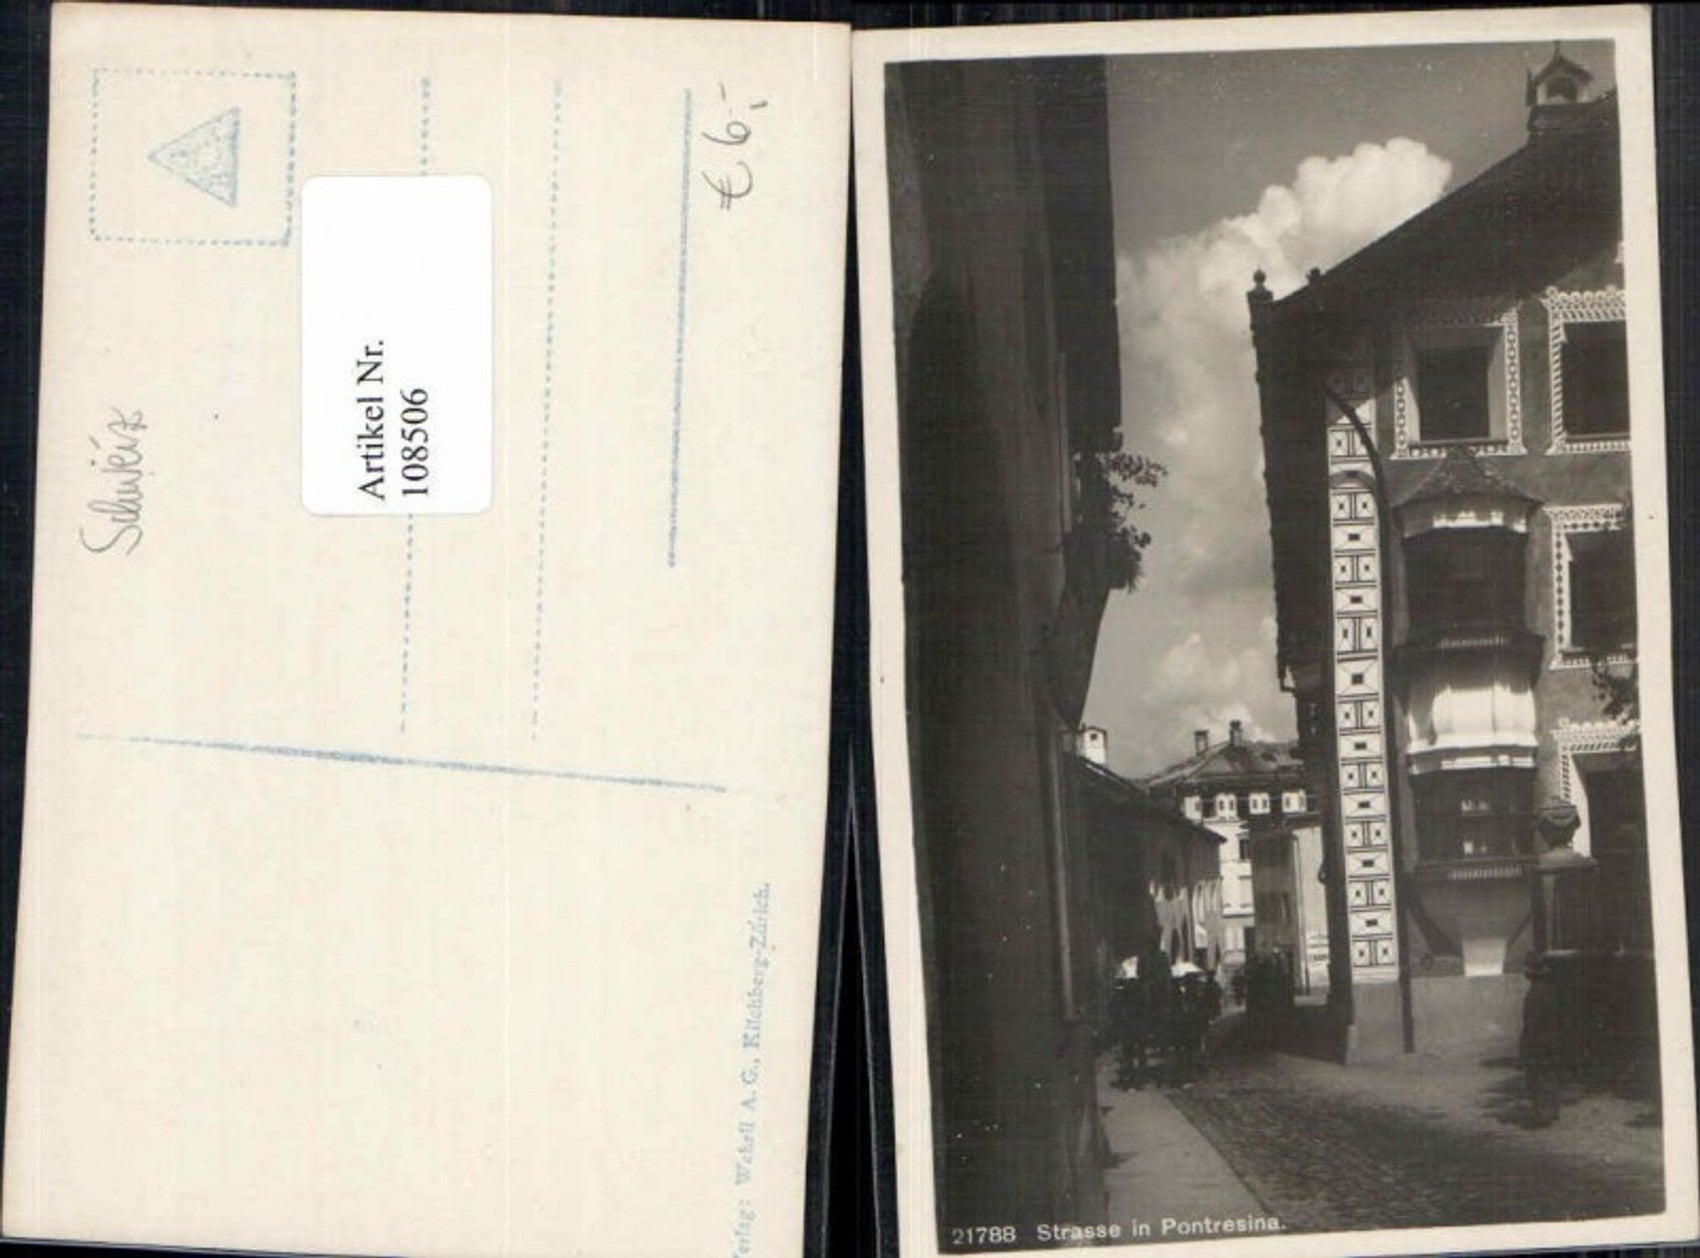 Schweiz
Artikel Nr.
108506
€ 6,-
Verlag: Wehrli A. G., Kilchberg-Zürich.
21788 Strasse in Pontresina.